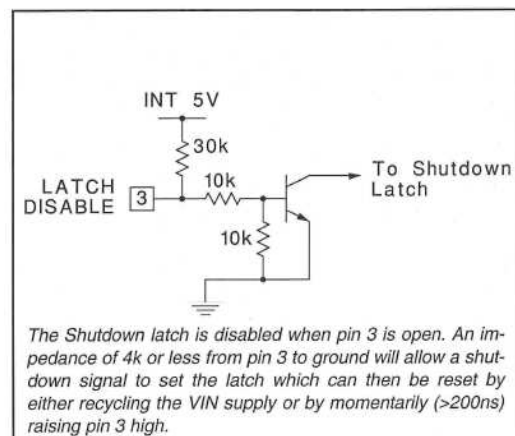 INT 5V
30k
LATCH
DISABLE
3
10k
To Shutdown
Latch
10k
The Shutdown latch is disabled when pin 3 is open. An im-
pedance of 4k or less from pin 3 to ground will allow a shut-
down signal to set the latch which can then be reset by
either recycling the VIN supply or by momentarily (>200ns)
raising pin 3 high.